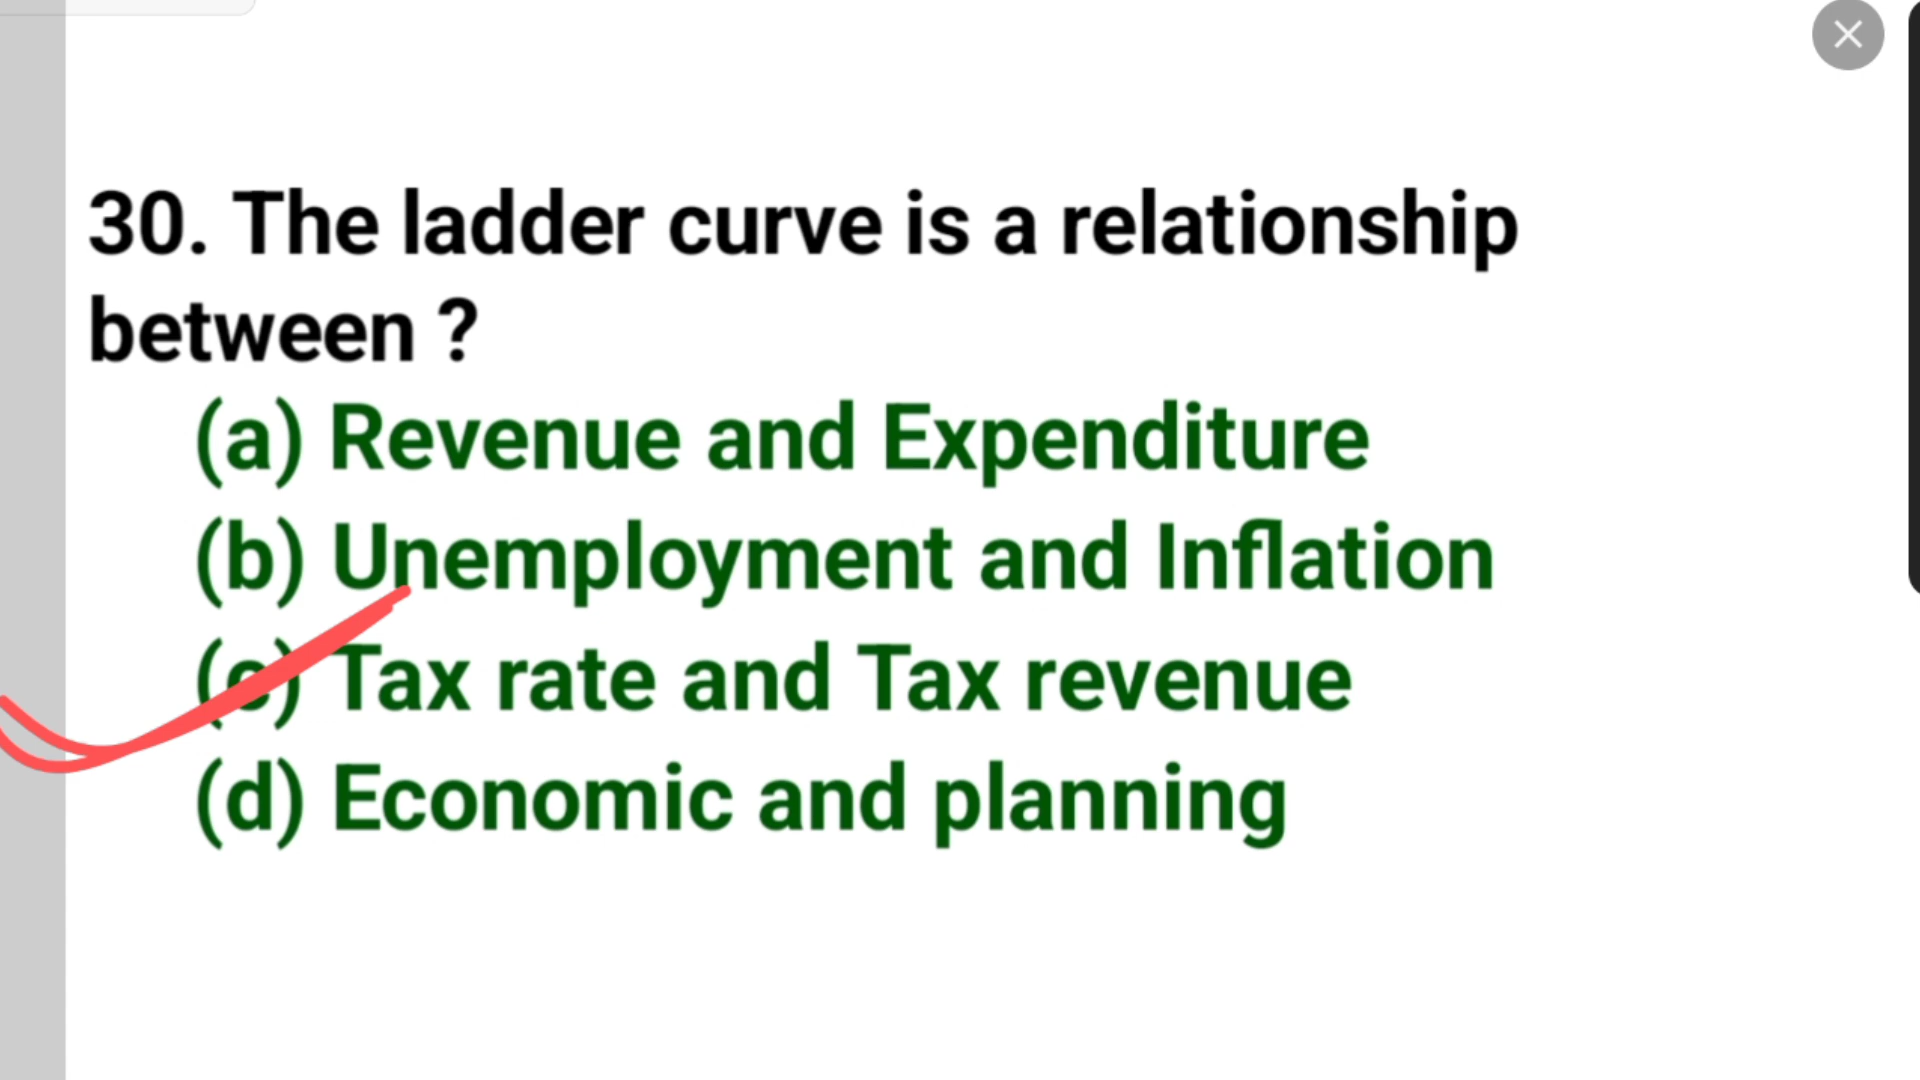 30. The ladder curve is a relationship
between ?
(a) Revenue and Expenditure
(b) Unemployment and Inflation
(c) Tax rate and Tax revenue
(d) Economic and planning